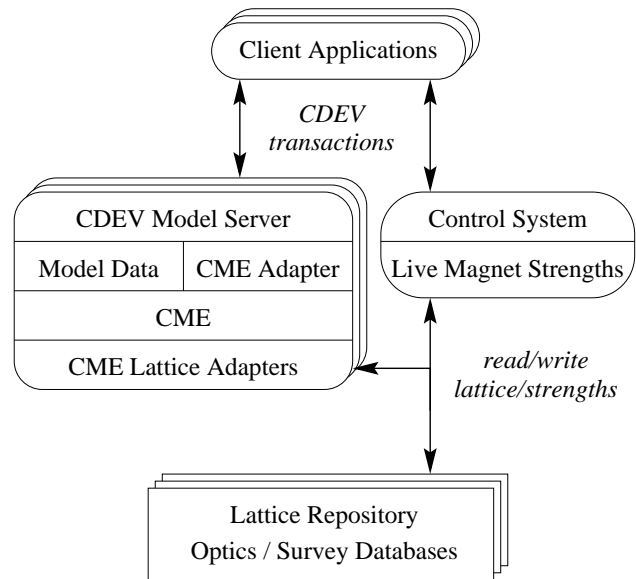 Client Applications
CDEV
transactions
CDEV Model Server
Model Data
CME Adapter
CME
CME Lattice Adapters
Control System
Live Magnet Strengths
read/write
lattice/strengths
Lattice Repository
Optics / Survey Databases